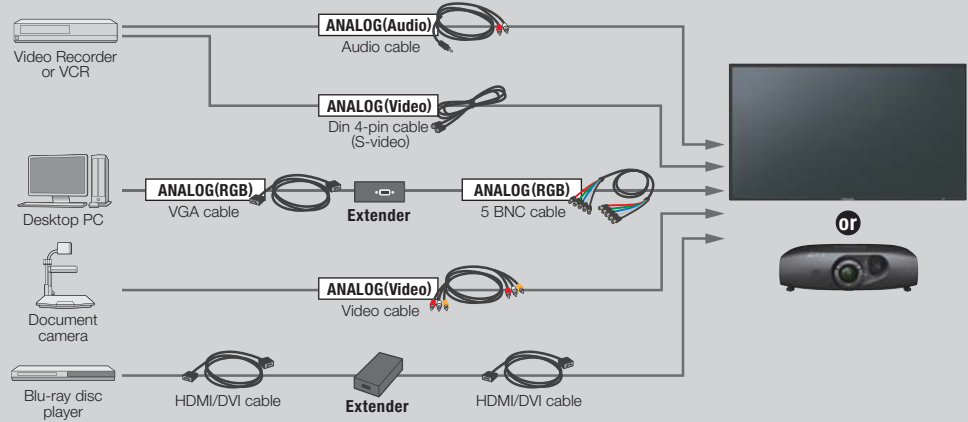 ANALOG(Audio)
Audio cable
Video Recorder
or VCR
ANALOG(Video)
Din 4-pin cable
(S-video)
ANALOG(RGB)
VGA cable
Extender
ANALOG(RGB)
5 BNC cable
Desktop PC
or
ANALOG(Video)
Video cable
Document
camera
Blu-ray disc
player
HDMI/DVI cable
Extender
HDMI/DVI cable